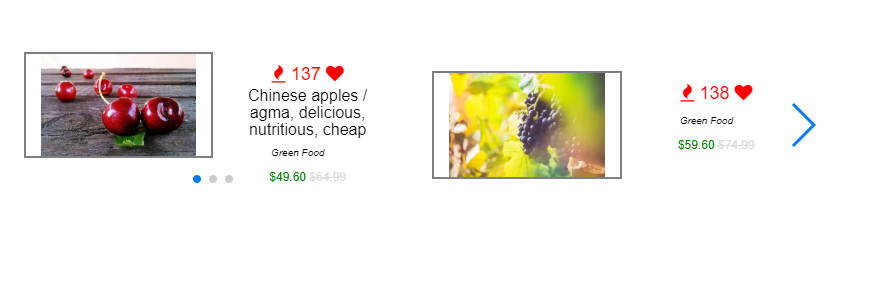 137
Chinese apples /
agma, delicious,
nutritious, cheap
Green Food
$49.60 $64.99
138
Green Food
$59.60 $74.99